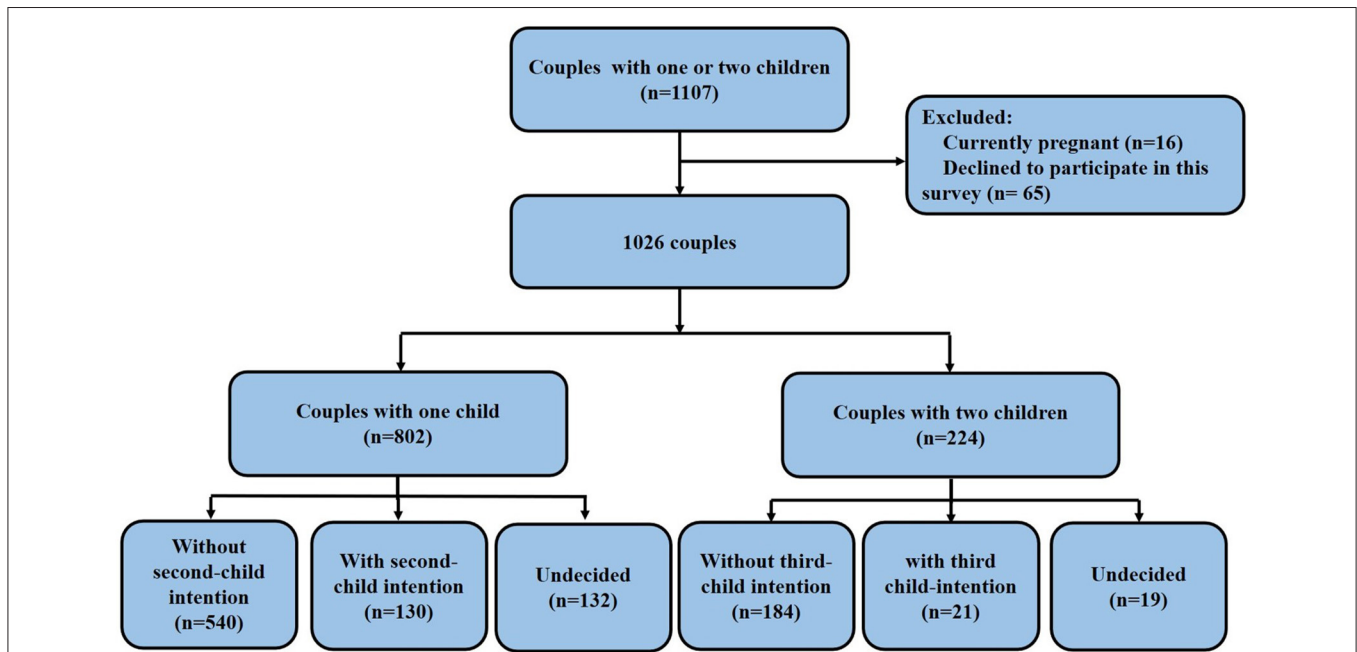 Couples with one or two children
(n=1107)
Excluded:
Currently pregnant (n=16)
Declined to participate in this
survey (n= 65)
1026 couples
Couples with one child
(n=802)
Couples with two children
(n=224)
Without
second-child
intention
(n=540)
With second-
child intention
(n=130)
Undecided
(n=132)
Without third-
child intention
(n=184)
with third
child-intention
(n=21)
Undecided
(n=19)